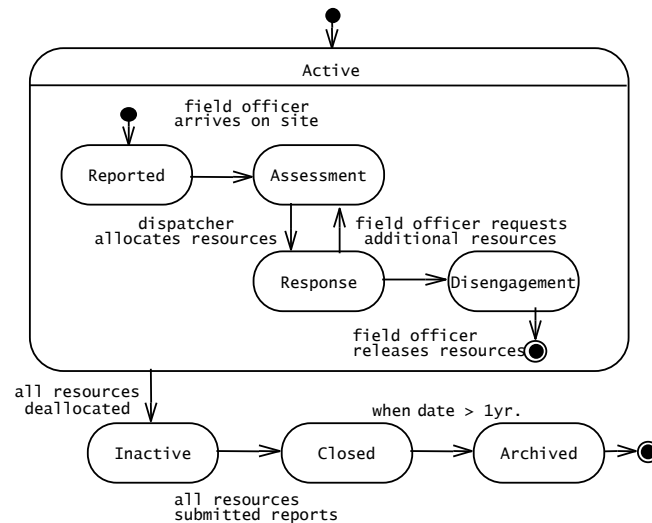 Active
field officer
arrives on site
Reported
Assessment
dispatcher
allocates resources
field officer requests
additional resources
Response
Disengagement
field officer
releases resources
all resources
deallocated
when date > 1yr.
Inactive
Closed
Archived
all resources
submitted reports